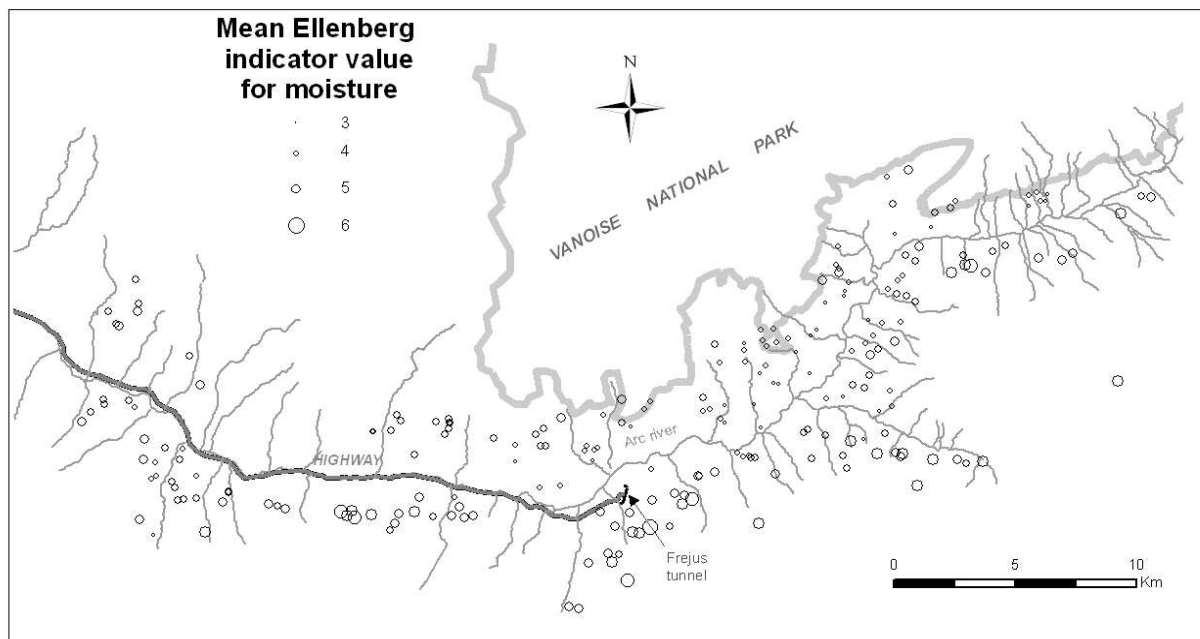 Mean Ellenberg
indicator value
for moisture
3
4
5
6
N
VANOISE NATIONAL PARK
HIGHWAY
Arc river
Frejus
tunnel
0 5 10
Km